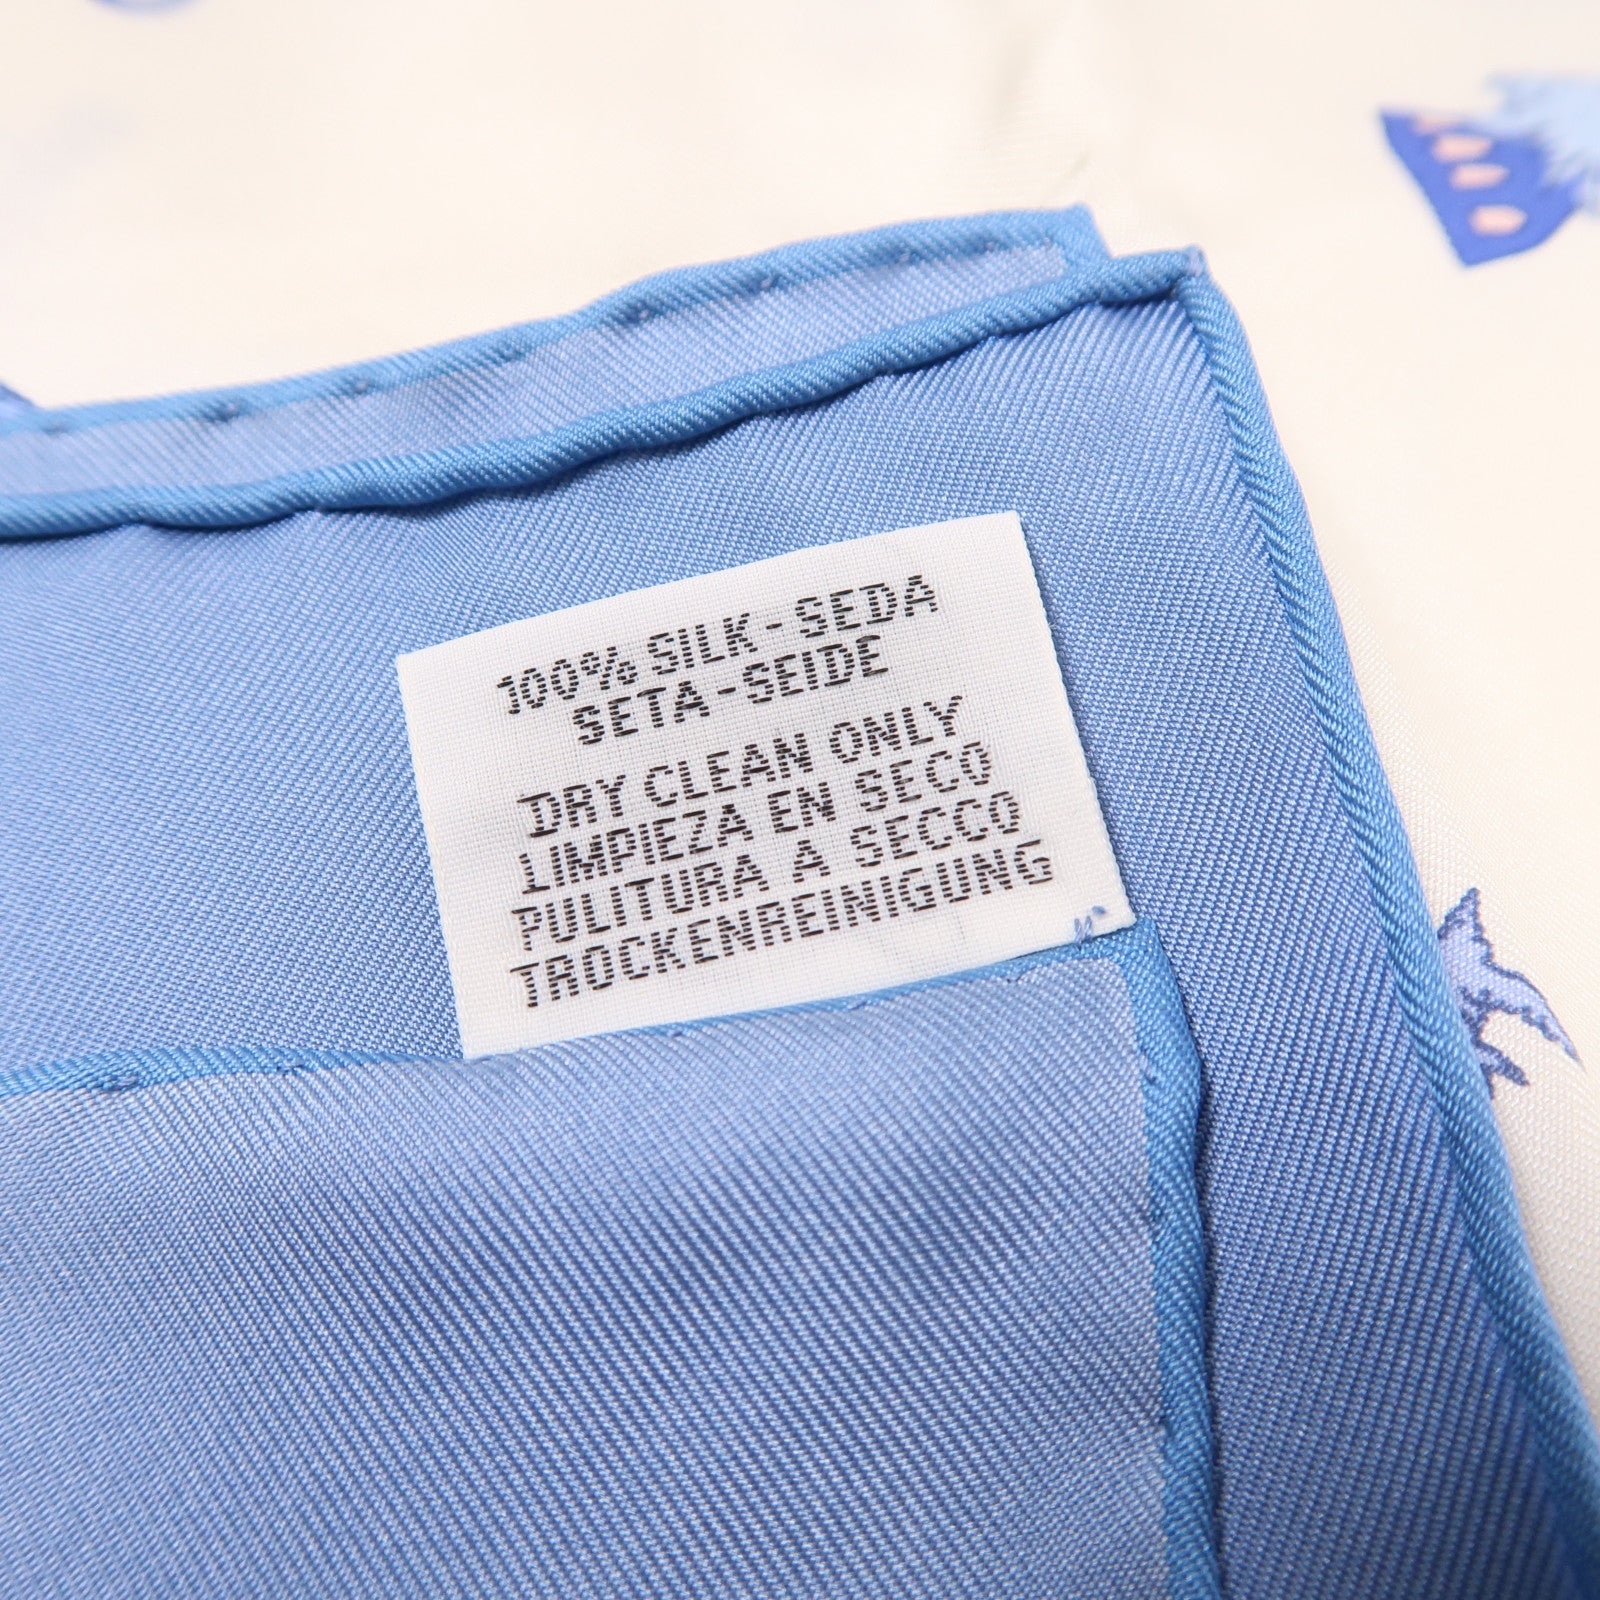 100% SILK-SEDA
SETA-SEIDE
DRY CLEAN ONLY
LIMPIEZA EN SECO
PULITURA A SECCO
TROCKENREINIGUNG